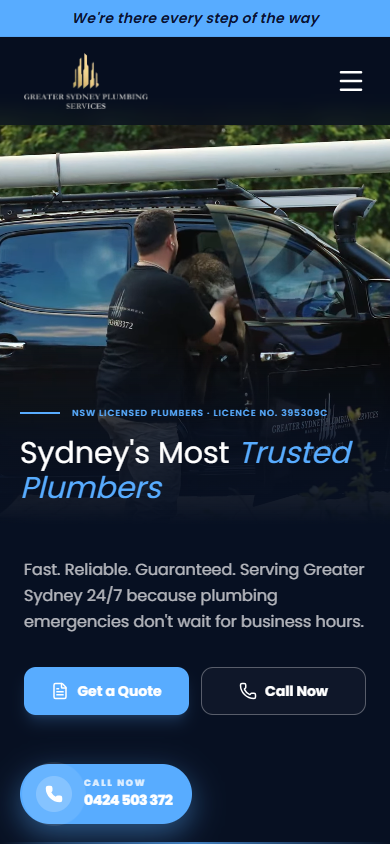 We're there every step of the way
GREATER SYDNEY PLUMBING
SERVICES
NSW LICENSED PLUMBERS · LICENCE NO. 395309C
Sydney's Most Trusted
Plumbers
Fast. Reliable. Guaranteed. Serving Greater
Sydney 24/7 because plumbing
emergencies don't wait for business hours.
Get a Quote
Call Now
CALL NOW
0424 503 372